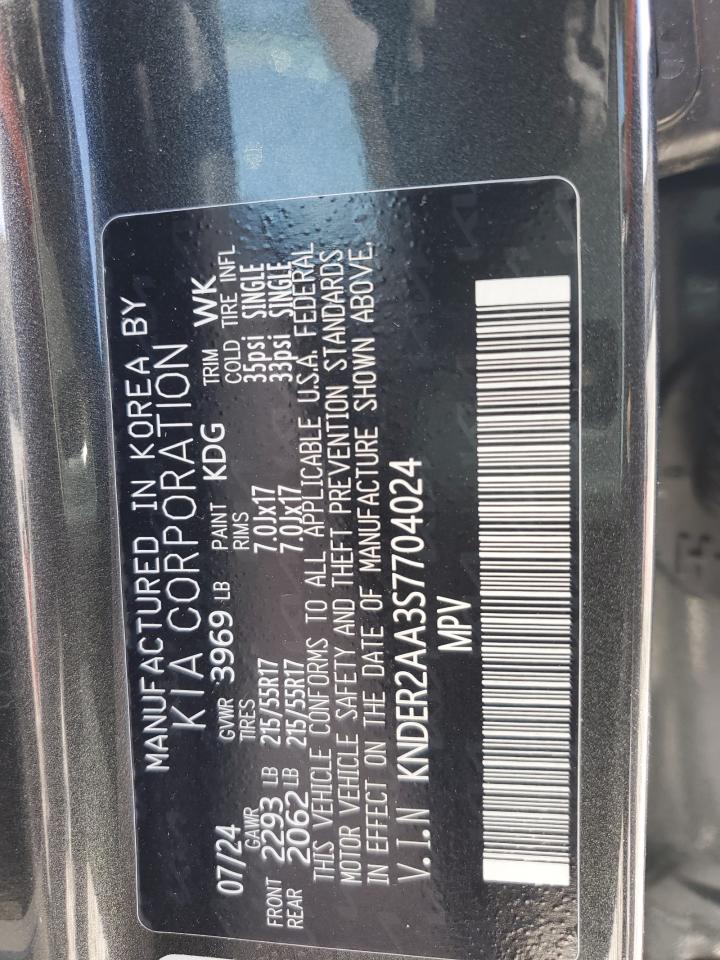 MANUFACTURED IN KOREA BY
KIA CORPORATION
07/24 GVWR 3969 LB PAINT KDG TRIM WK
GAWR TIRES RIMS COLD TIRE INFL
FRONT 2293 LB 215/55R17 7.0Jx17 35psi SINGLE
REAR 2062 LB 215/55R17 7.0Jx17 33psi SINGLE
THIS VEHICLE CONFORMS TO ALL APPLICABLE U.S.A. FEDERAL
MOTOR VEHICLE SAFETY AND THEFT PREVENTION STANDARDS
IN EFFECT ON THE DATE OF MANUFACTURE SHOWN ABOVE.
V.I.N KNDER2AA3S7704024
MPV